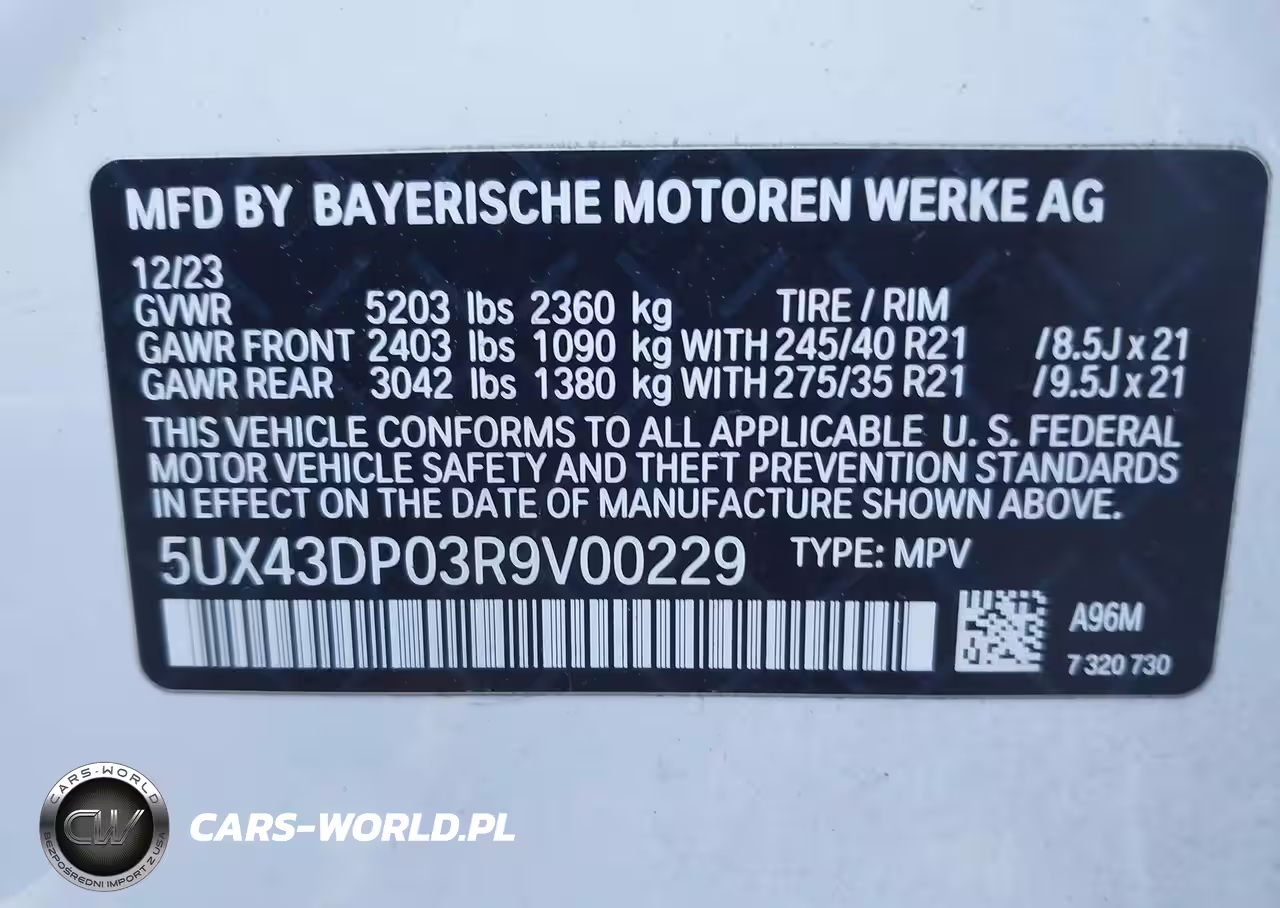 MFD BY BAYERISCHE MOTOREN WERKE AG
12/23
GVWR 5203 lbs 2360 kg TIRE / RIM
GAWR FRONT 2403 lbs 1090 kg WITH 245/40 R21 /8.5J x 21
GAWR REAR 3042 lbs 1380 kg WITH 275/35 R21 /9.5J x 21
THIS VEHICLE CONFORMS TO ALL APPLICABLE U. S. FEDERAL
MOTOR VEHICLE SAFETY AND THEFT PREVENTION STANDARDS
IN EFFECT ON THE DATE OF MANUFACTURE SHOWN ABOVE.
5UX43DP03R9V00229 TYPE: MPV
A96M
7 320 730
CARS-WORLD
CW
BEZPOŚREDNI IMPORT Z USA
CARS-WORLD.PL